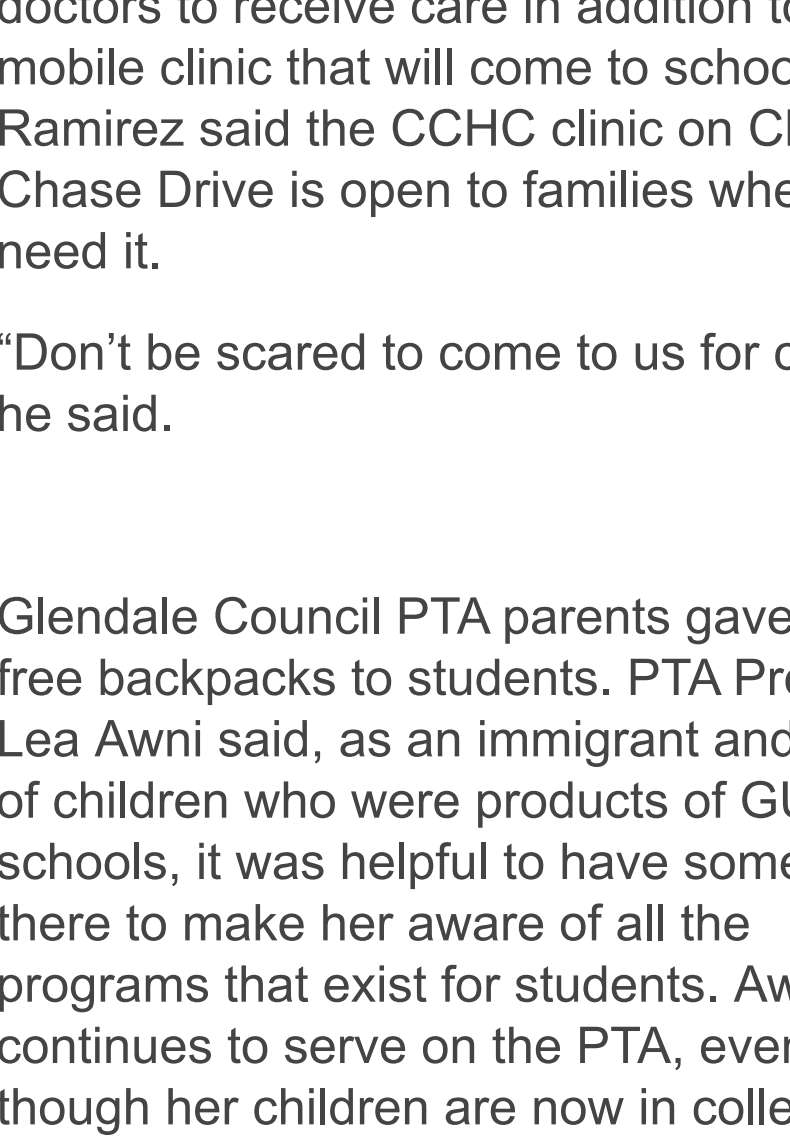 doctors to receive care in addition to
mobile clinic that will come to schoo
Ramirez said the CCHC clinic on C
Chase Drive is open to families whe
need it.
“Don’t be scared to come to us for
he said.
Glendale Council PTA parents gave
free backpacks to students. PTA Pre
Lea Awni said, as an immigrant and
of children who were products of GU
schools, it was helpful to have some
there to make her aware of all the
programs that exist for students. Aw
continues to serve on the PTA, even
though her children are now in colle